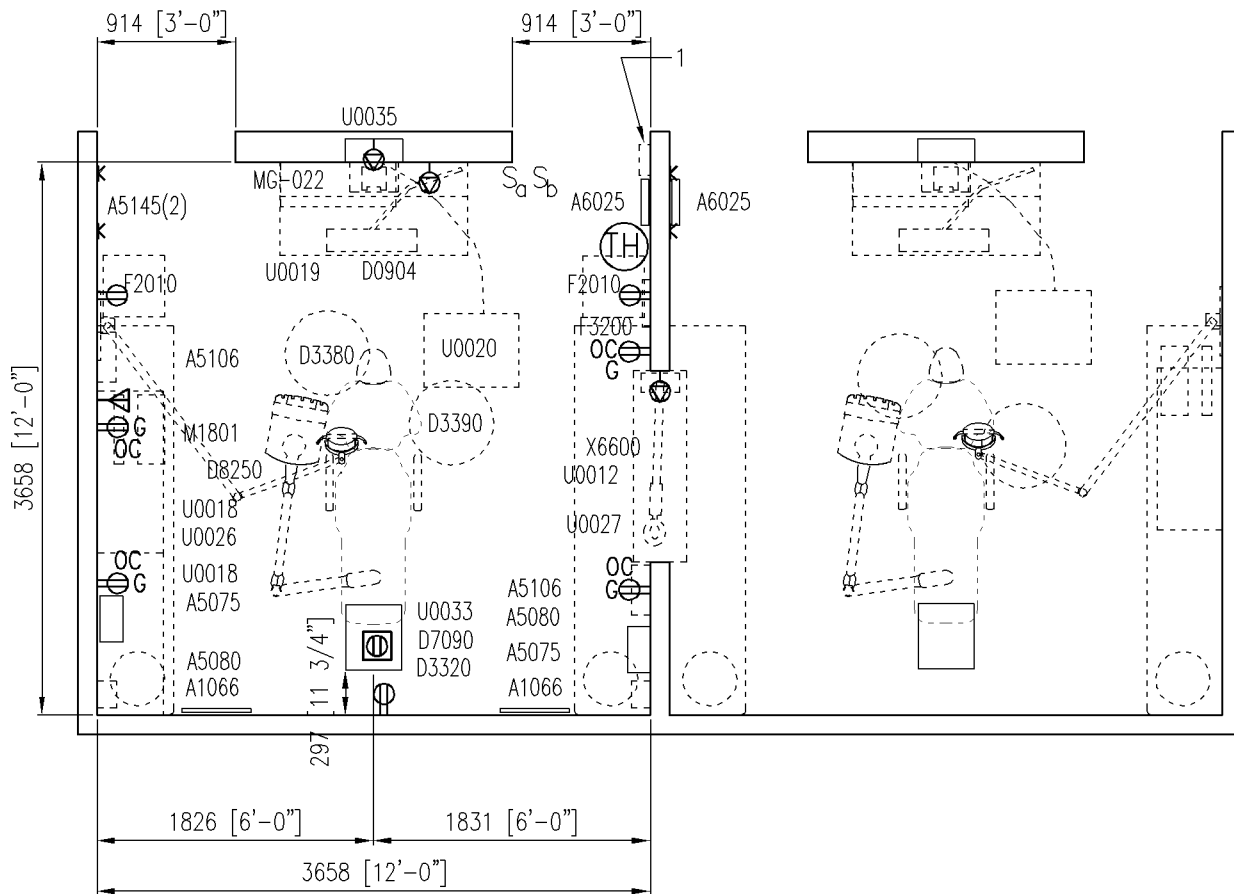 914 [3'-0"]
914 [3'-0"]
1
U0035
MG-022
Sa Sb
A5145(2)
A6025
A6025
TH
U0019
D0904
F2010
F2010
F3200
A5106
D3380
U0020
OC
G
D3390
G
OC
M1801
D8250
X6600
U0012
U0018
U0026
U0027
3658 [12'-0"]
OC
G
U0018
A5075
OC
G
A5106
A5080
U0033
D7090
D3320
A5075
A1066
A5080
A1066
297
11 3/4"
1826 [6'-0"]
1831 [6'-0"]
3658 [12'-0"]